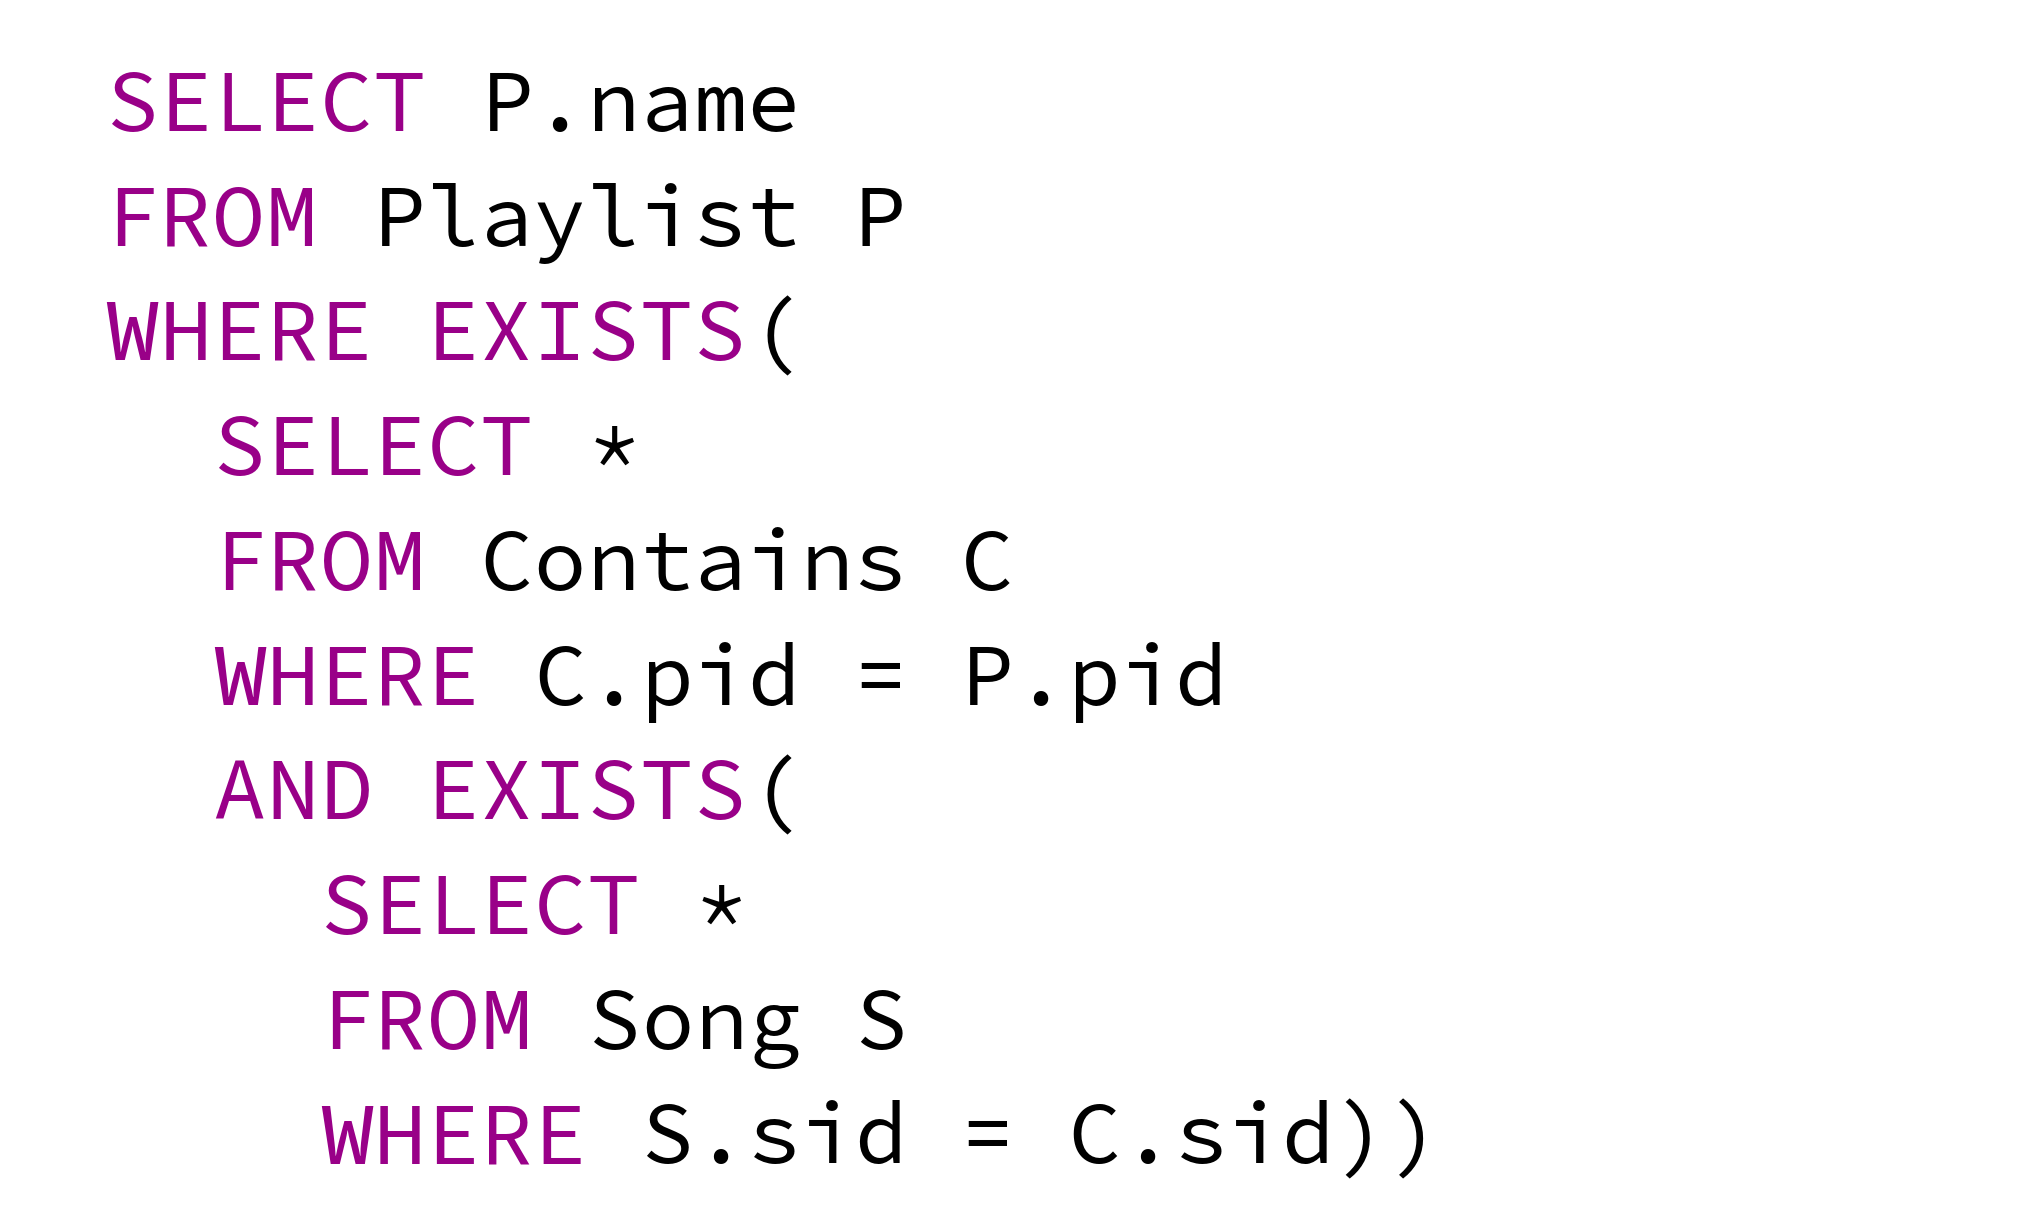 SELECT P.name
FROM Playlist P
WHERE EXISTS(
  SELECT *
  FROM Contains C
  WHERE C.pid = P.pid
  AND EXISTS(
    SELECT *
    FROM Song S
    WHERE S.sid = C.sid))